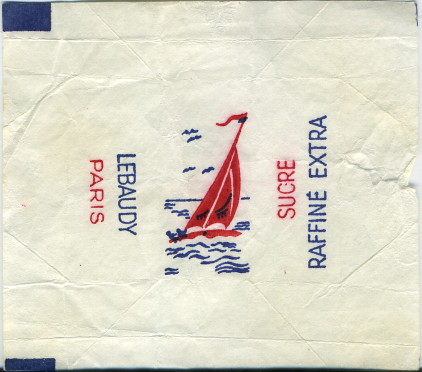 SUCRE
RAFFINÉ EXTRA
LEBAUDY
PARIS